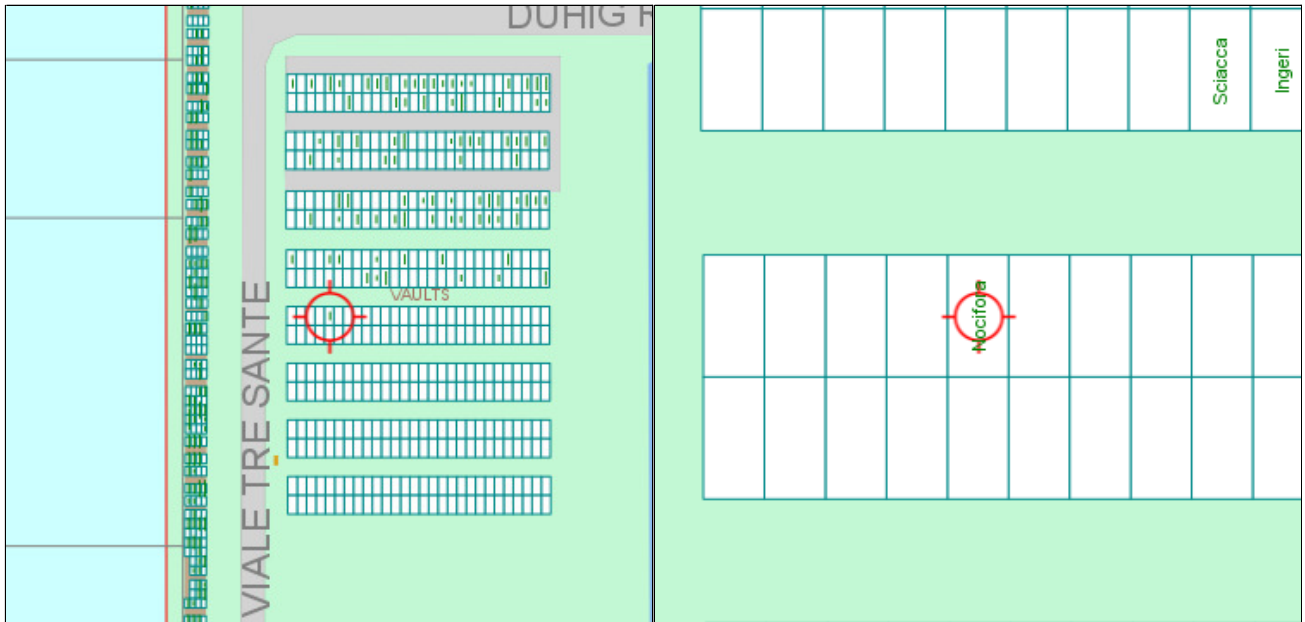 DUHIG R
VAULTS
VIALE TRE SANTE
Sciacca
Ingeri
Nocifora